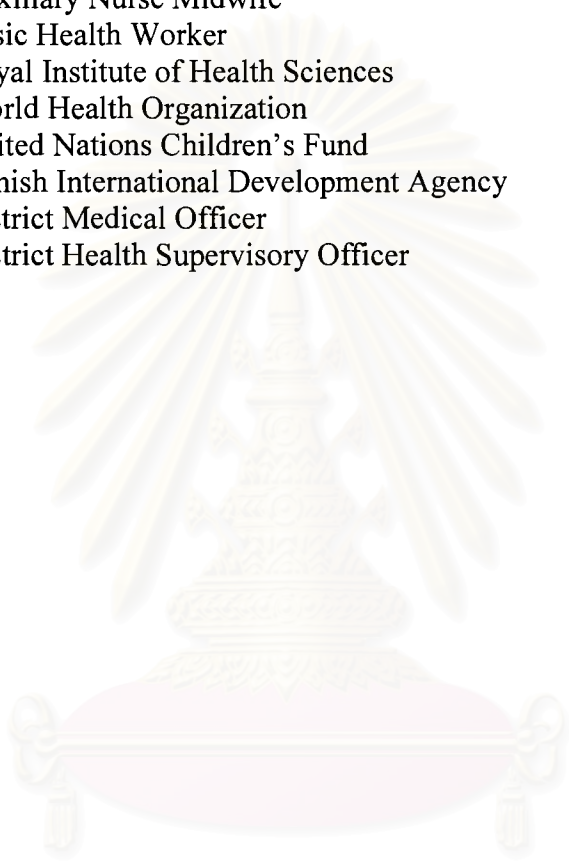 xiliary Nurse Midwife
sic Health Worker
yal Institute of Health Sciences
rld Health Organization
ited Nations Children's Fund
nish International Development Agency
trict Medical Officer
trict Health Supervisory Officer